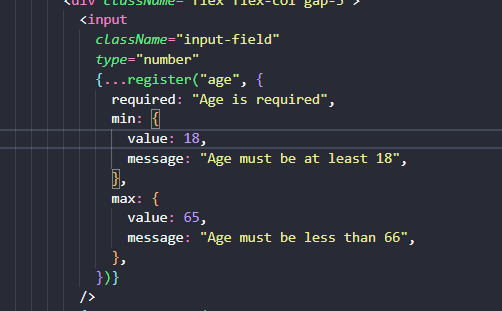 <div className="flex flex-col gap-5">
<input
className="input-field"
type="number"
{...register("age", {
required: "Age is required",
min: {
value: 18,
message: "Age must be at least 18",
},
max: {
value: 65,
message: "Age must be less than 66",
},
})}
/>